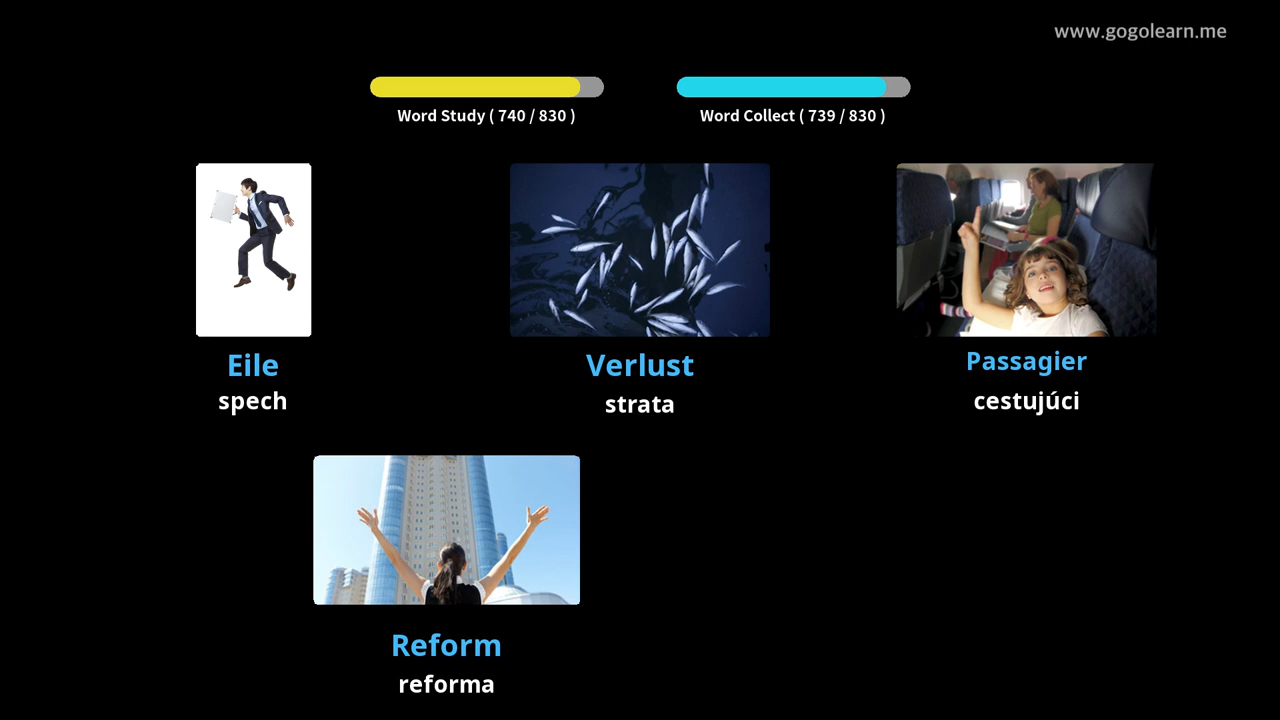 www.gogolearn.me
Word Study ( 740 / 830 )
Word Collect ( 739 / 830 )
Eile
spech
Verlust
strata
Passagier
cestujúci
Reform
reforma